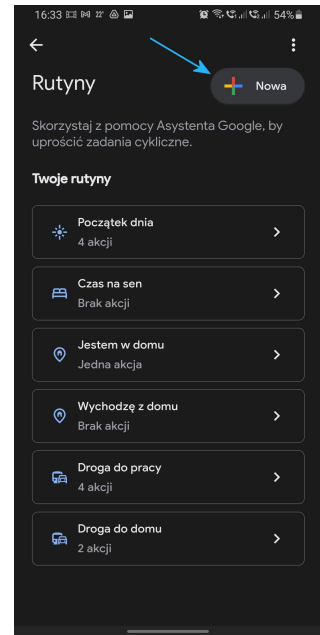 16:33 22° 54%
Rutyny
Nowa
Skorzystaj z pomocy Asystenta Google, by
uprościć zadania cykliczne.
Twoje rutyny
Początek dnia
4 akcji
Czas na sen
Brak akcji
Jestem w domu
Jedna akcja
Wychodzę z domu
Brak akcji
Droga do pracy
4 akcji
Droga do domu
2 akcji